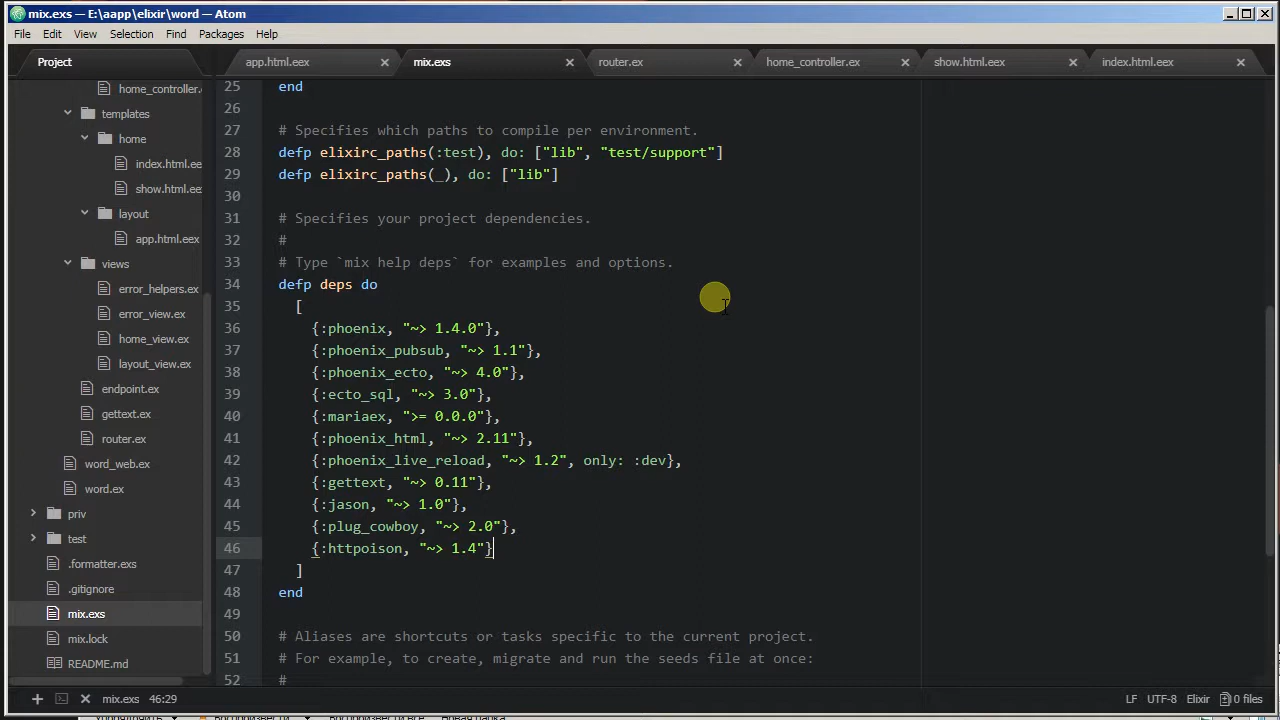 mix.exs — E:\aapp\elixir\word — Atom
File Edit View Selection Find Packages Help
Project
app.html.eex mix.exs router.ex home_controller.ex show.html.eex index.html.eex
home_controller.
templates
home
index.html.ee
show.html.ee
layout
app.html.eex
views
error_helpers.ex
error_view.ex
home_view.ex
layout_view.ex
endpoint.ex
gettext.ex
router.ex
word_web.ex
word.ex
priv
test
.formatter.exs
.gitignore
mix.exs
mix.lock
README.md
25 end
26
27 # Specifies which paths to compile per environment.
28 defp elixirc_paths(:test), do: ["lib", "test/support"]
29 defp elixirc_paths(_), do: ["lib"]
30
31 # Specifies your project dependencies.
32 #
33 # Type `mix help deps` for examples and options.
34 defp deps do
35 [
36 {:phoenix, "~> 1.4.0"},
37 {:phoenix_pubsub, "~> 1.1"},
38 {:phoenix_ecto, "~> 4.0"},
39 {:ecto_sql, "~> 3.0"},
40 {:mariaex, ">= 0.0.0"},
41 {:phoenix_html, "~> 2.11"},
42 {:phoenix_live_reload, "~> 1.2", only: :dev},
43 {:gettext, "~> 0.11"},
44 {:jason, "~> 1.0"},
45 {:plug_cowboy, "~> 2.0"},
46 {:httpoison, "~> 1.4"}
47 ]
48 end
49
50 # Aliases are shortcuts or tasks specific to the current project.
51 # For example, to create, migrate and run the seeds file at once:
52 #
mix.exs 46:29 LF UTF-8 Elixir 0 files